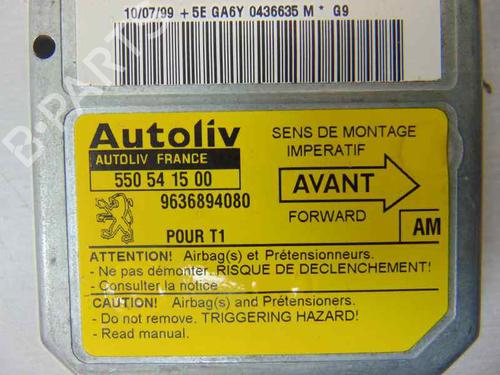 10/07/99 + 5E GA6Y 0436635 M * G9
Autoliv
AUTOLIV FRANCE
550 54 15 00
9636894080
POUR T1
SENS DE MONTAGE
IMPERATIF
AVANT
FORWARD
AM
ATTENTION! Airbag(s) et Prétensionneurs.
- Ne pas démonter. RISQUE DE DECLENCHEMENT!
- Consulter la notice
CAUTION! Airbag(s) and Prétensioners.
- Do not remove. TRIGGERING HAZARD!
- Read manual.
B-PARTS